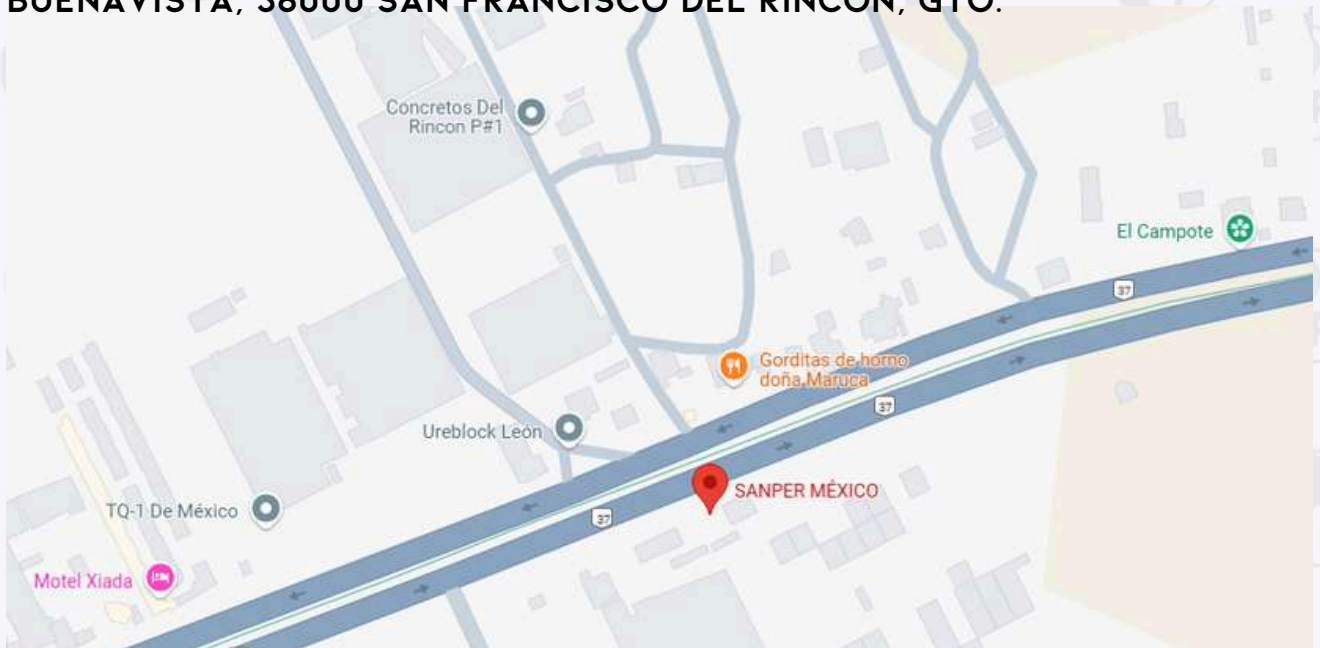 BUENAVISTA, SAN FRANCISCO DEL RINCON, GTO.
Concretos Del
Rincon P#1
El Campote
37
Gorditas de horno
doña Maruca
37
Ureblock León
SANPER MÉXICO
TQ-1 De México
37
Motel Xiada